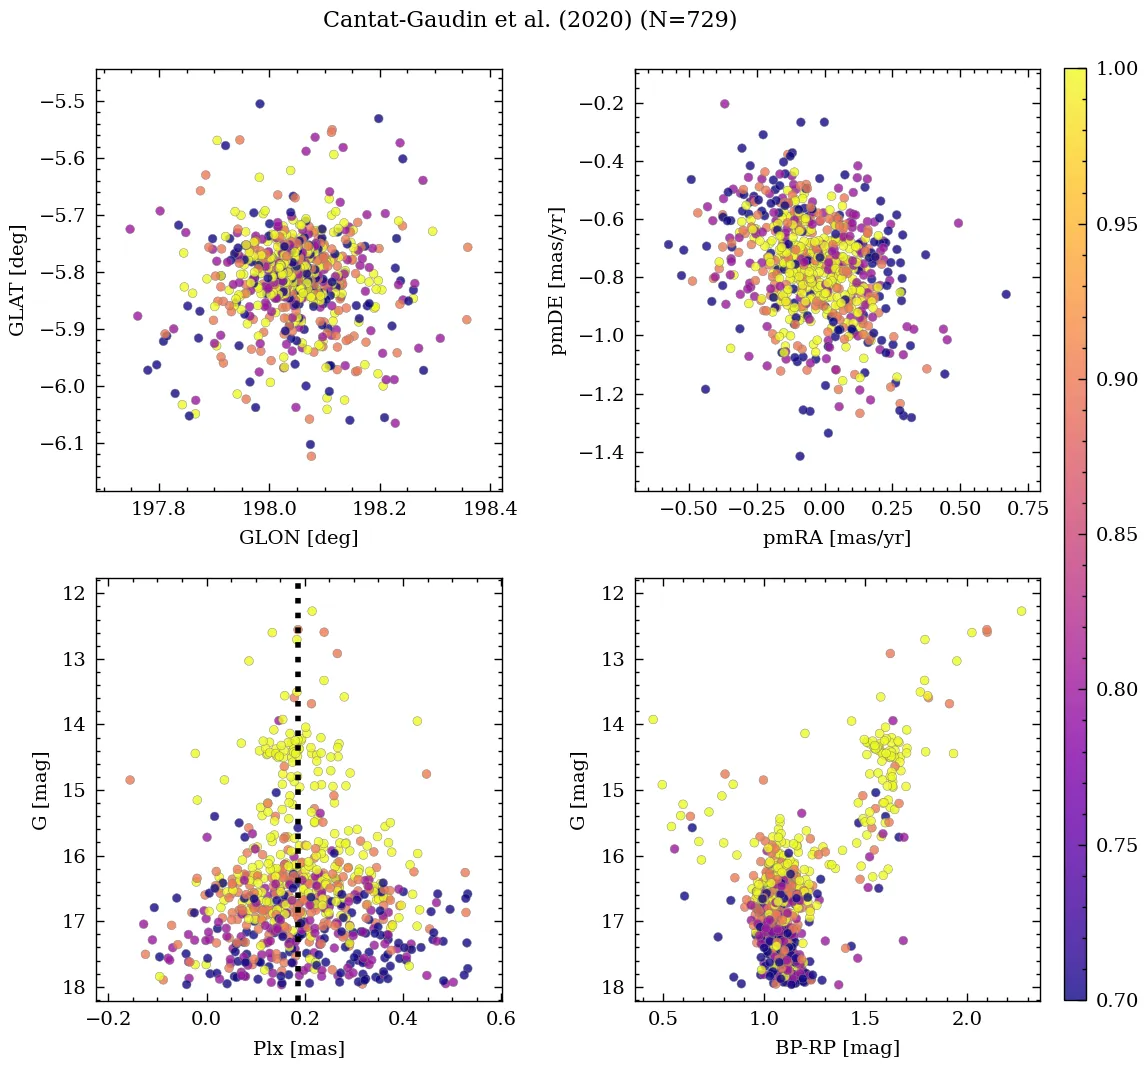 Cantat-Gaudin et al. (2020) (N=729)
−5.5
−5.6
−5.7
−5.8
−5.9
−6.0
−6.1
GLAT [deg]
197.8 198.0 198.2 198.4
GLON [deg]
−0.2
−0.4
−0.6
−0.8
−1.0
−1.2
−1.4
pmDE [mas/yr]
−0.50 −0.25 0.00 0.25 0.50 0.75
pmRA [mas/yr]
12
13
14
15
16
17
18
G [mag]
−0.2 0.0 0.2 0.4 0.6
Plx [mas]
12
13
14
15
16
17
18
G [mag]
0.5 1.0 1.5 2.0
BP-RP [mag]
1.00
0.95
0.90
0.85
0.80
0.75
0.70